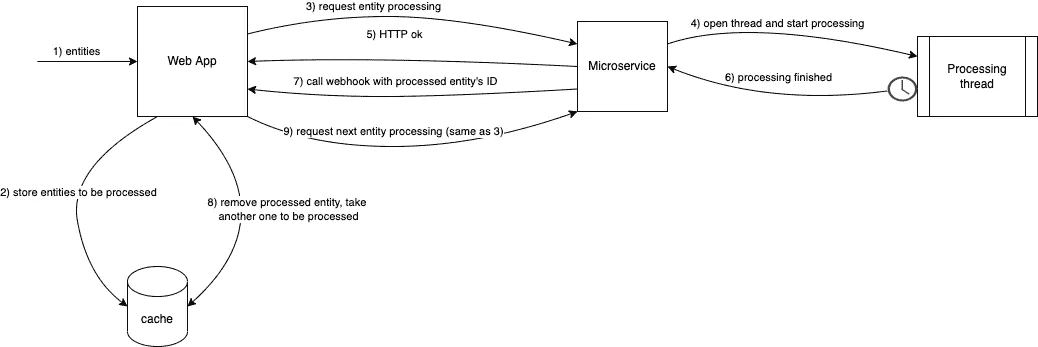 3) request entity processing
4) open thread and start processing
5) HTTP ok
1) entities
Web App
Microservice
Processing
thread
6) processing finished
7) call webhook with processed entity's ID
9) request next entity processing (same as 3)
2) store entities to be processed
8) remove processed entity, take
another one to be processed
cache